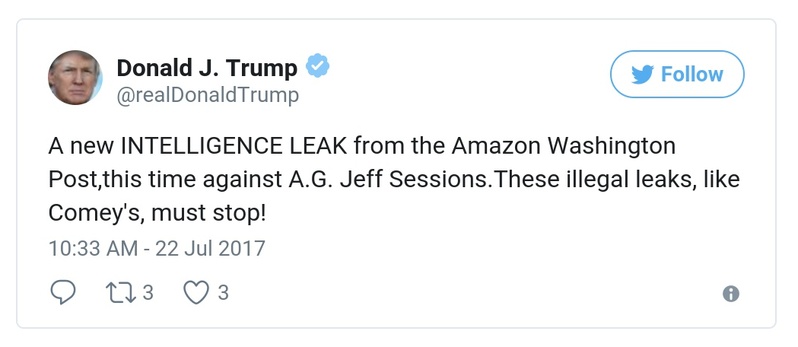 Donald J. Trump
@realDonaldTrump
Follow
A new INTELLIGENCE LEAK from the Amazon Washington
Post,this time against A.G. Jeff Sessions.These illegal leaks, like
Comey's, must stop!
10:33 AM - 22 Jul 2017
3 3